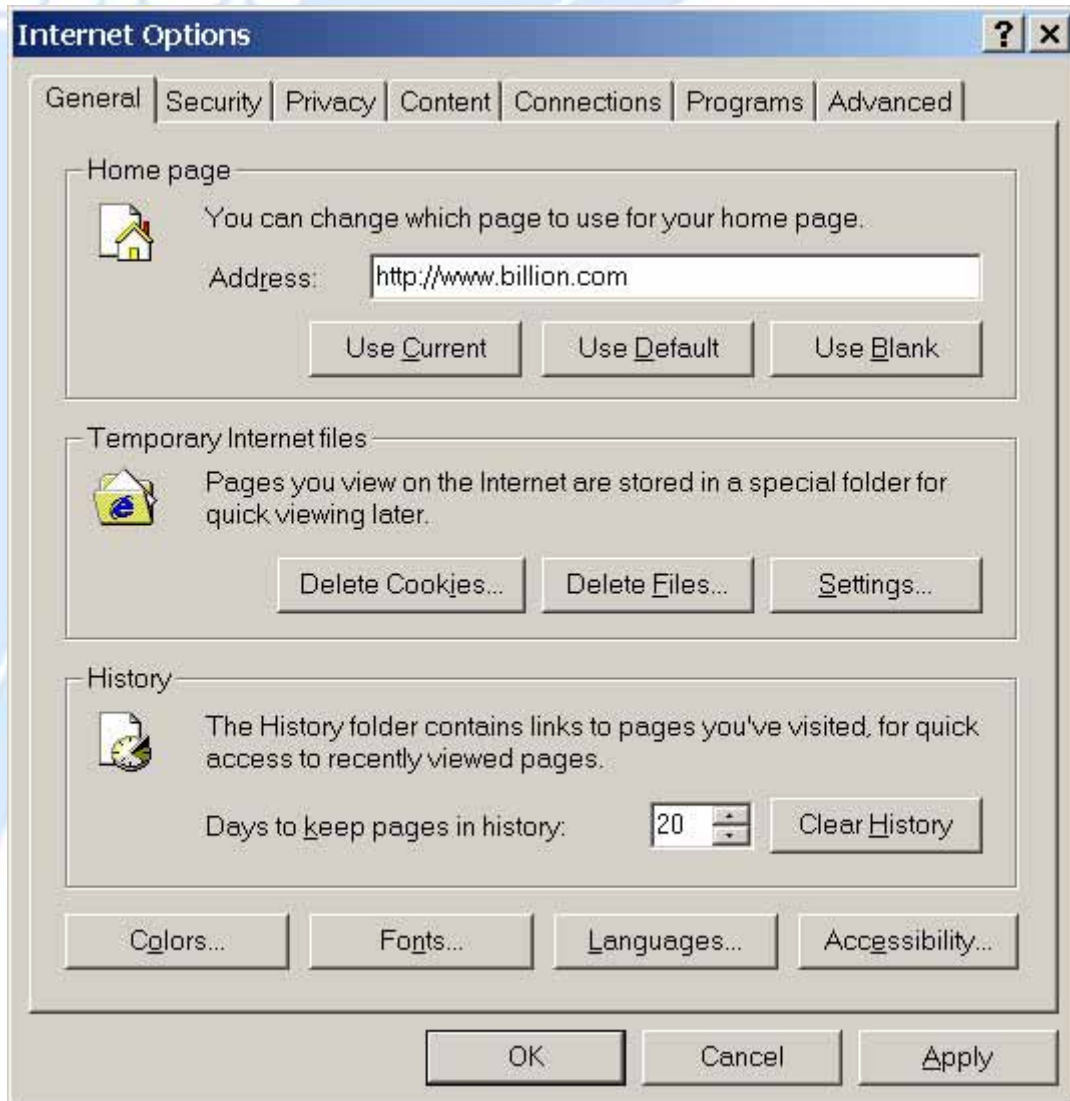 Internet Options
General Security Privacy Content Connections Programs Advanced
Home page
You can change which page to use for your home page.
Address: http://www.billion.com
Use Current Use Default Use Blank
Temporary Internet files
Pages you view on the Internet are stored in a special folder for
quick viewing later.
Delete Cookies... Delete Files... Settings...
History
The History folder contains links to pages you've visited, for quick
access to recently viewed pages.
Days to keep pages in history: 20 Clear History
Colors... Fonts... Languages... Accessibility...
OK Cancel Apply